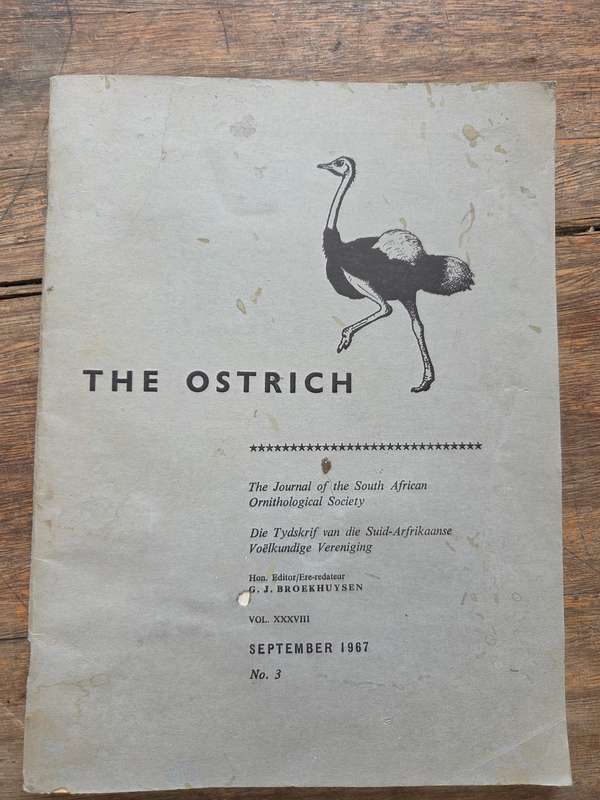 THE OSTRICH
****************************
The Journal of the South African
Ornithological Society
Die Tydskrif van die Suid-Arfrikaanse
Voëlkundige Vereniging
Hon. Editor/Ere-redateur
G. J. BROEKHUYSEN
VOL. XXXVIII
SEPTEMBER 1967
No. 3